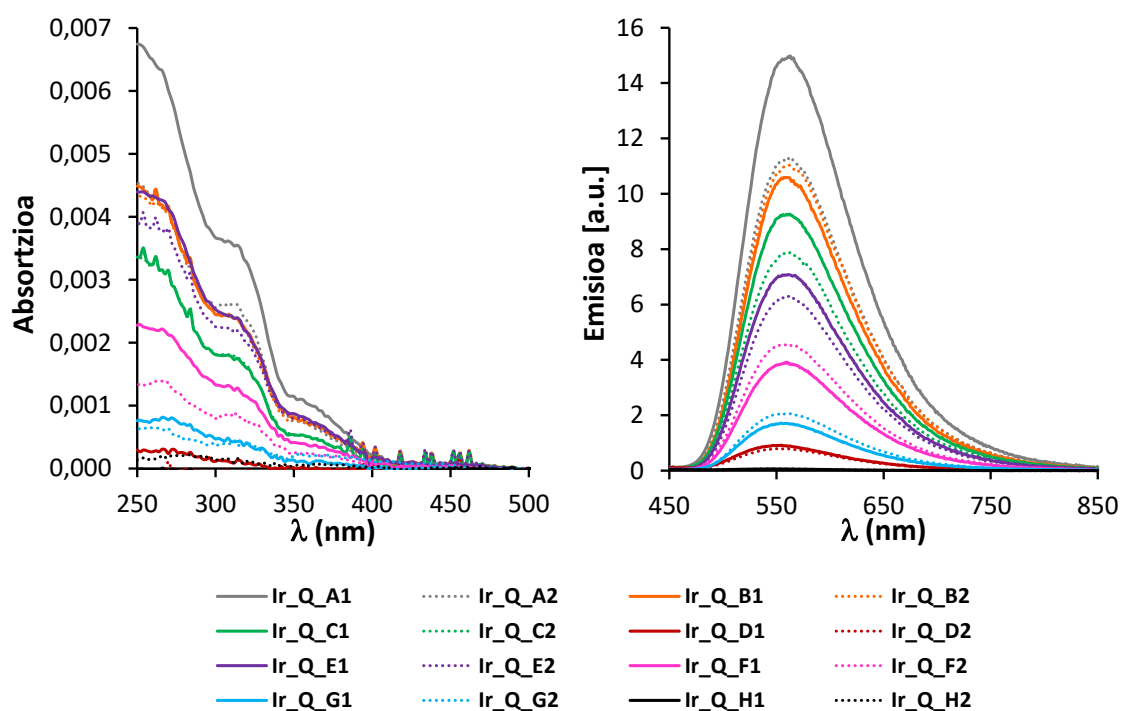 Absortzioa
0,007
0,006
0,005
0,004
0,003
0,002
0,001
0,000
250 300 350 400 450 500
λ (nm)
Emisioa [a.u.]
16
14
12
10
8
6
4
2
0
450 550 650 750 850
λ (nm)
Ir_Q_A1 Ir_Q_A2 Ir_Q_B1 Ir_Q_B2
Ir_Q_C1 Ir_Q_C2 Ir_Q_D1 Ir_Q_D2
Ir_Q_E1 Ir_Q_E2 Ir_Q_F1 Ir_Q_F2
Ir_Q_G1 Ir_Q_G2 Ir_Q_H1 Ir_Q_H2